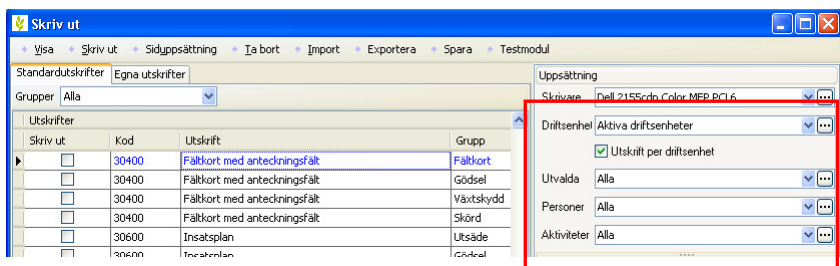 Skriv ut
Visa Skriv ut Siduppsättning Ta bort Import Exportera Spara Testmodul
Standardutskrifter Egna utskrifter
Grupper Alla
Utskrifter
Skriv ut Kod Utskrift Grupp
30400 Fältkort med anteckningsfält Fältkort
30400 Fältkort med anteckningsfält Gödsel
30400 Fältkort med anteckningsfält Växtskydd
30400 Fältkort med anteckningsfält Skörd
30600 Insatsplan Utsäde
30600 Insatsplan Gödsel
Uppsättning
Skrivare Dell 2155cdn Color MFP PCL6
Driftsenhet Aktiva driftsenheter
Utskrift per driftsenhet
Utvalda Alla
Personer Alla
Aktiviteter Alla